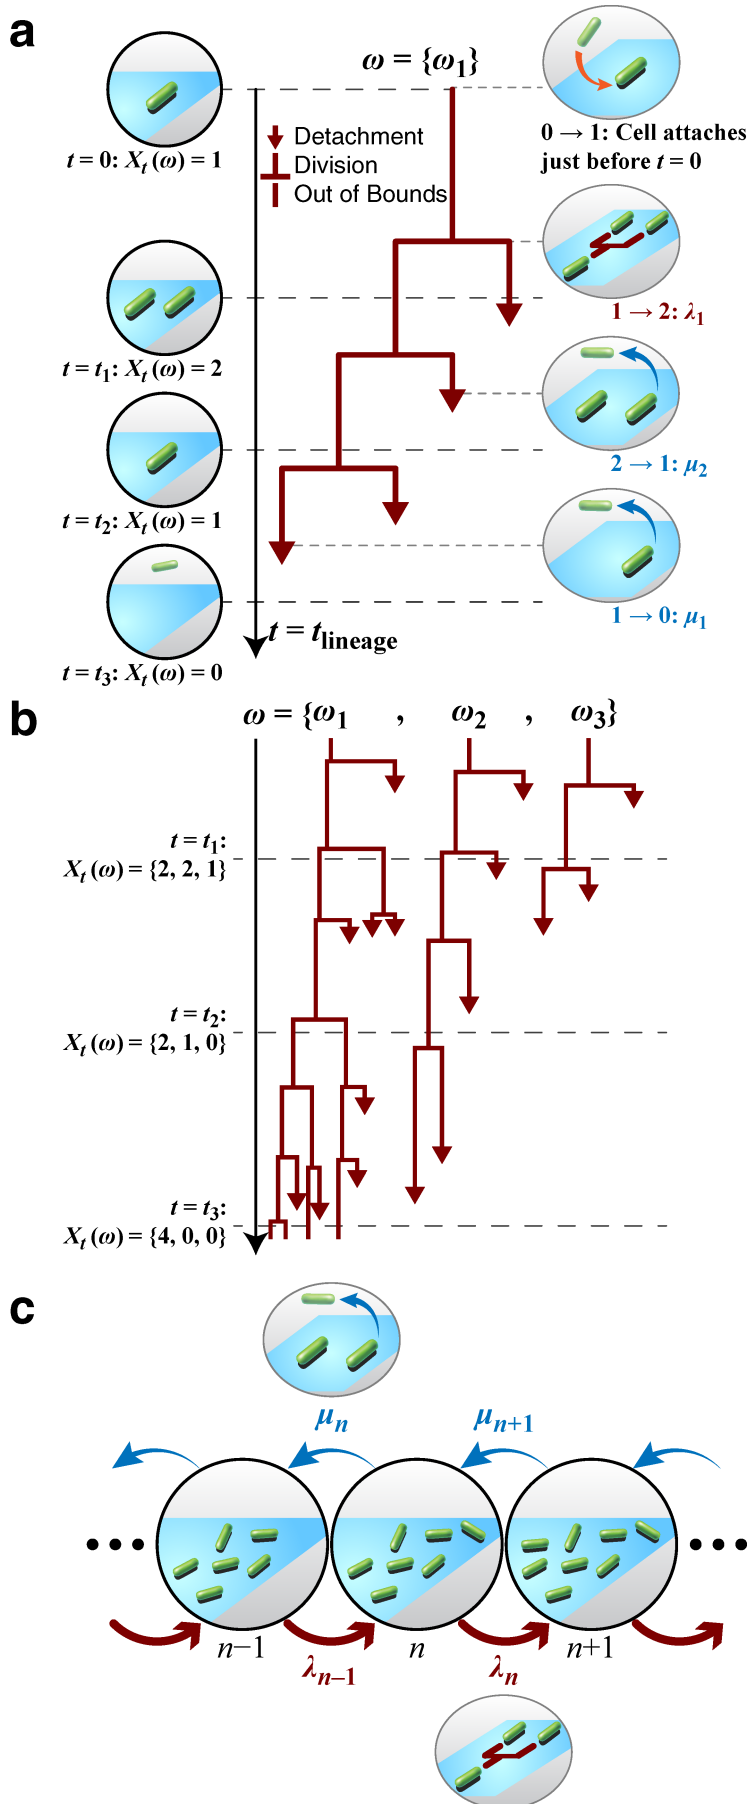 a
ω = {ω₁}
Detachment
Division
Out of Bounds
t = 0: Xₜ(ω) = 1
0 → 1: Cell attaches
just before t = 0
1 → 2: λ₁
t = t₁: Xₜ(ω) = 2
2 → 1: μ₂
t = t₂: Xₜ(ω) = 1
1 → 0: μ₁
t = t_lineage
t = t₃: Xₜ(ω) = 0
b
ω = {ω₁ , ω₂ , ω₃}
t = t₁:
Xₜ(ω) = {2, 2, 1}
t = t₂:
Xₜ(ω) = {2, 1, 0}
t = t₃:
Xₜ(ω) = {4, 0, 0}
c
μₙ μₙ₊₁
••• •••
n−1 n n+1
λₙ₋₁ λₙ